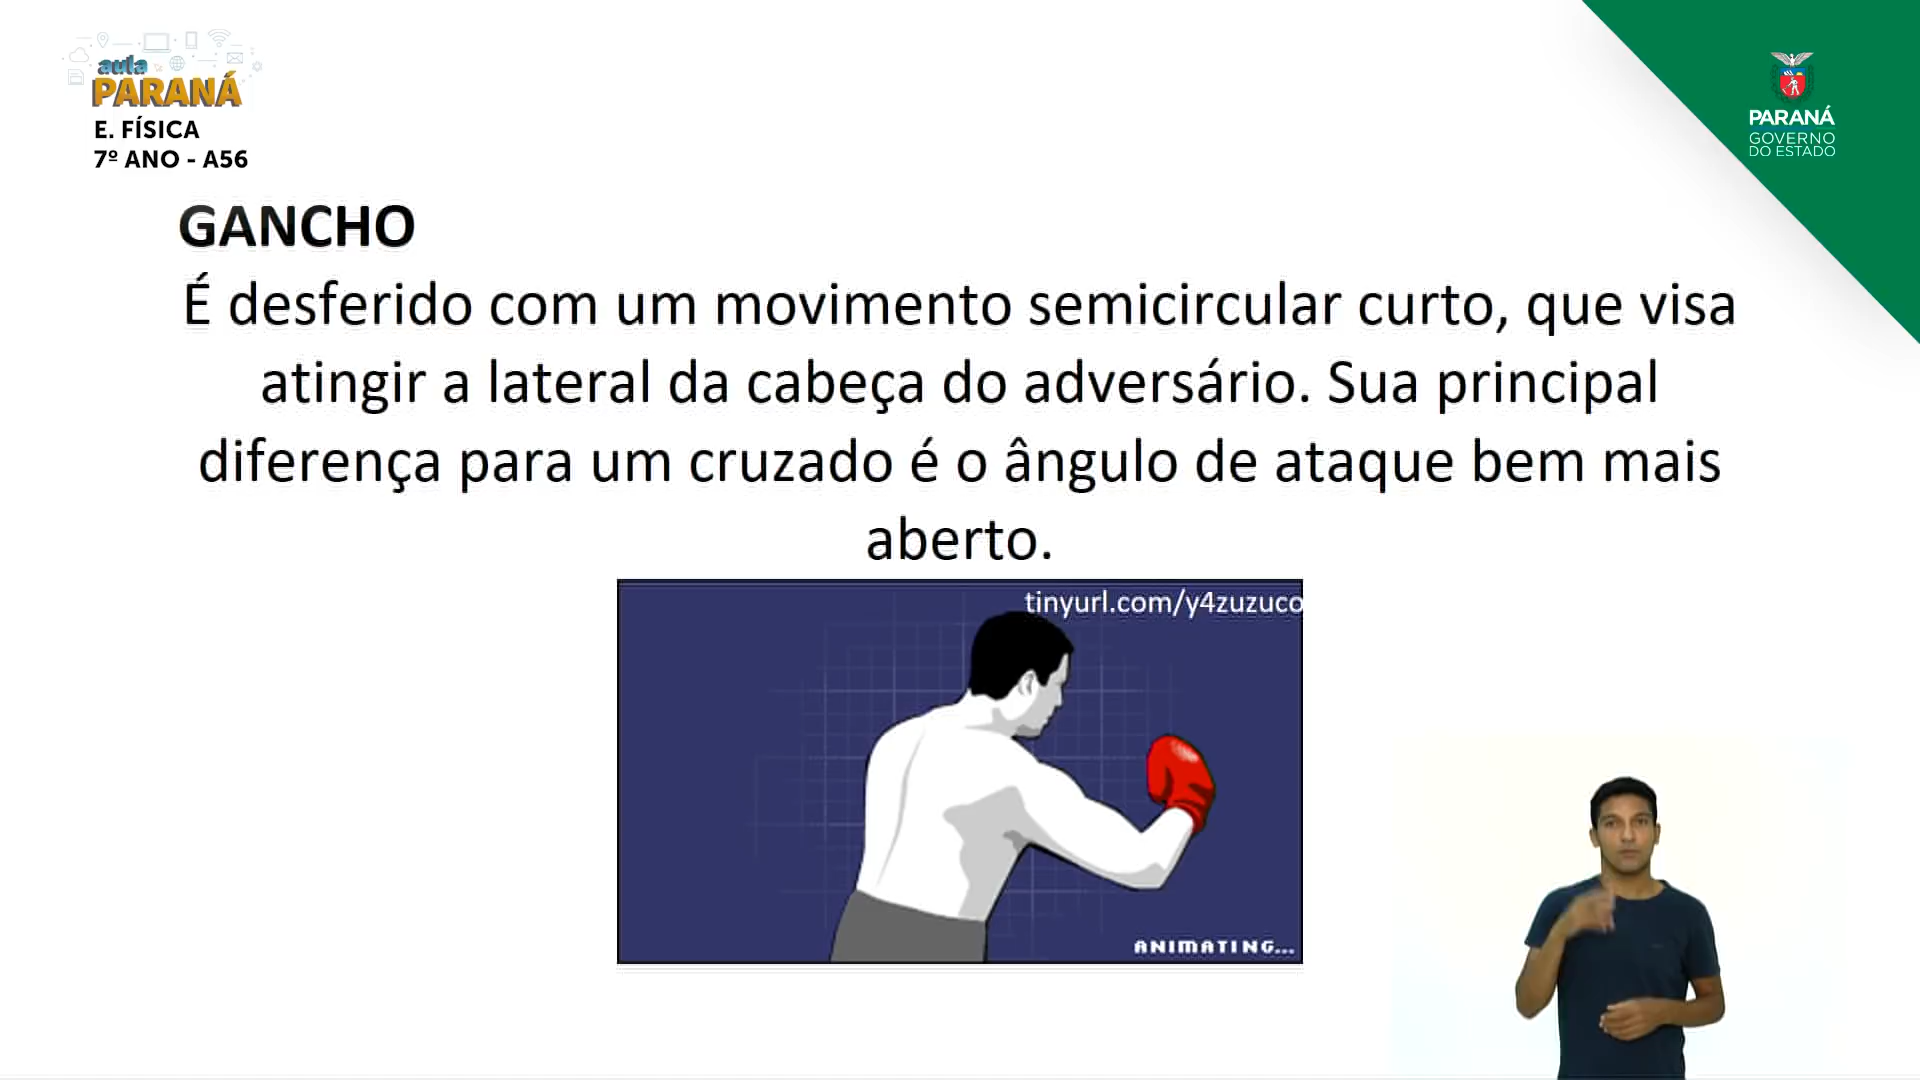 aula
PARANÁ
E. FÍSICA
7º ANO - A56
PARANÁ
GOVERNO
DO ESTADO
GANCHO
É desferido com um movimento semicircular curto, que visa
atingir a lateral da cabeça do adversário. Sua principal
diferença para um cruzado é o ângulo de ataque bem mais
aberto.
tinyurl.com/y4zuzuco
ANIMATING...